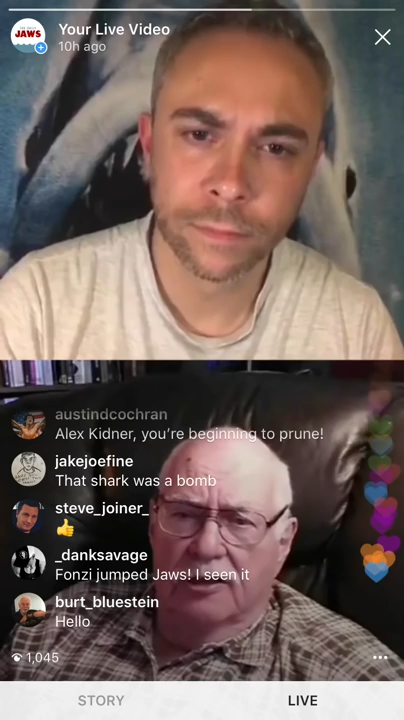 JAWS
Your Live Video
10h ago
austindcochran
Alex Kidner, you’re beginning to prune!
jakejoefine
That shark was a bomb
steve_joiner_
👍
_danksavage
Fonzi jumped Jaws! I seen it
burt_bluestein
Hello
1,045
STORY
LIVE